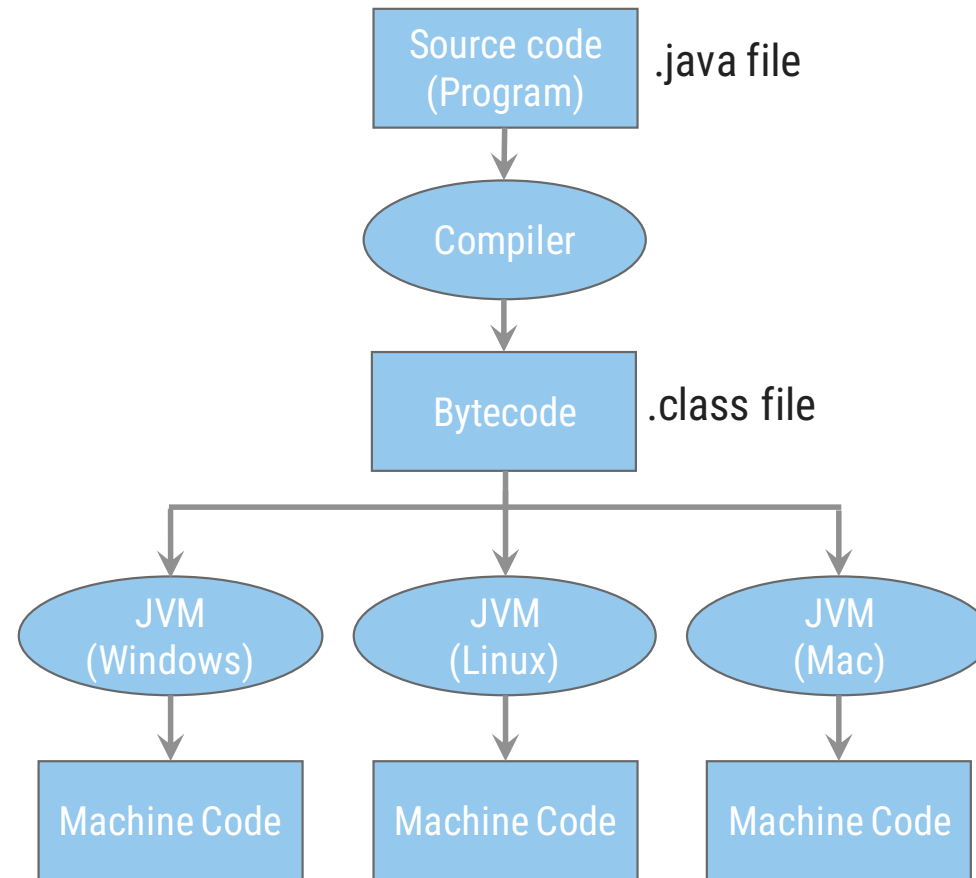 Source code
(Program)
.java file
Compiler
Bytecode
.class file
JVM
(Windows)
JVM
(Linux)
JVM
(Mac)
Machine Code
Machine Code
Machine Code